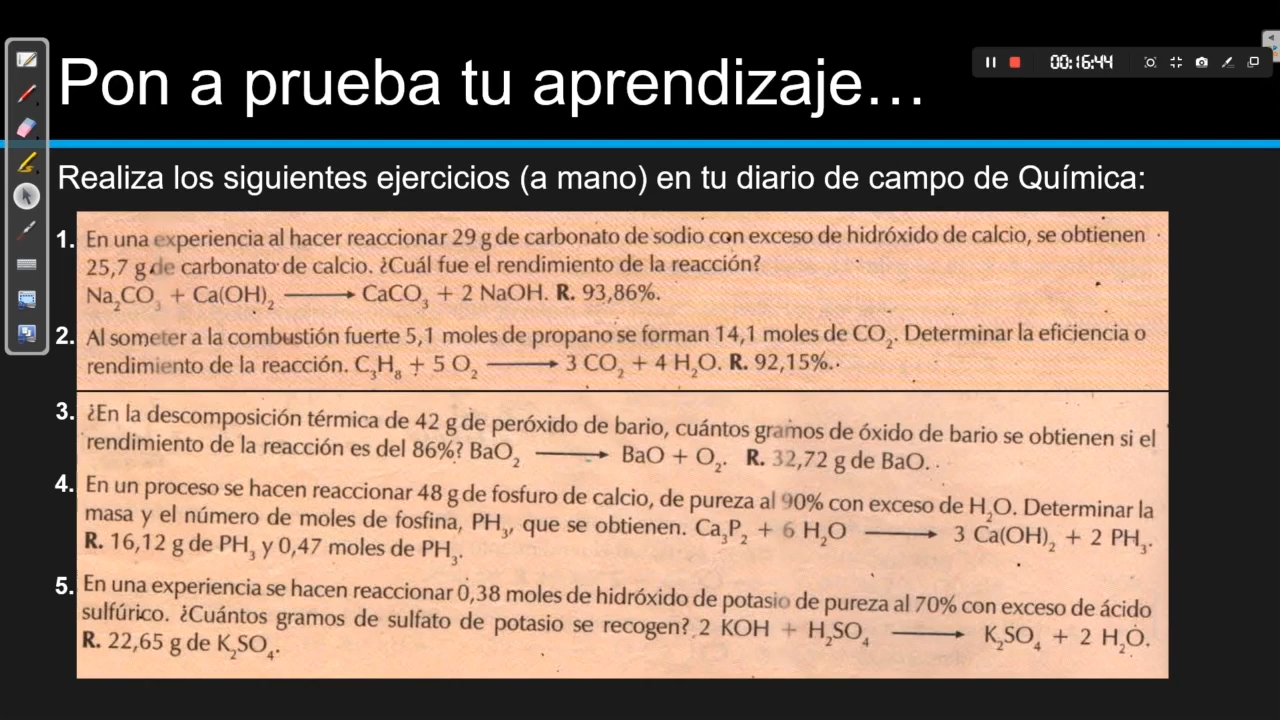 Pon a prueba tu aprendizaje...
00:16:44
Realiza los siguientes ejercicios (a mano) en tu diario de campo de Química:
1. En una experiencia al hacer reaccionar 29 g de carbonato de sodio con exceso de hidróxido de calcio, se obtienen
25,7 g de carbonato de calcio. ¿Cuál fue el rendimiento de la reacción?
Na₂CO₃ + Ca(OH)₂ ⟶ CaCO₃ + 2 NaOH. R. 93,86%.
2. Al someter a la combustión fuerte 5,1 moles de propano se forman 14,1 moles de CO₂. Determinar la eficiencia o
rendimiento de la reacción. C₃H₈ + 5 O₂ ⟶ 3 CO₂ + 4 H₂O. R. 92,15%..
3. ¿En la descomposición térmica de 42 g de peróxido de bario, cuántos gramos de óxido de bario se obtienen si el
rendimiento de la reacción es del 86%? BaO₂ ⟶ BaO + O₂. R. 32,72 g de BaO.
4. En un proceso se hacen reaccionar 48 g de fosfuro de calcio, de pureza al 90% con exceso de H₂O. Determinar la
masa y el número de moles de fosfina, PH₃, que se obtienen. Ca₃P₂ + 6 H₂O ⟶ 3 Ca(OH)₂ + 2 PH₃.
R. 16,12 g de PH₃ y 0,47 moles de PH₃.
5. En una experiencia se hacen reaccionar 0,38 moles de hidróxido de potasio de pureza al 70% con exceso de ácido
sulfúrico. ¿Cuántos gramos de sulfato de potasio se recogen? 2 KOH + H₂SO₄ ⟶ K₂SO₄ + 2 H₂O.
R. 22,65 g de K₂SO₄.